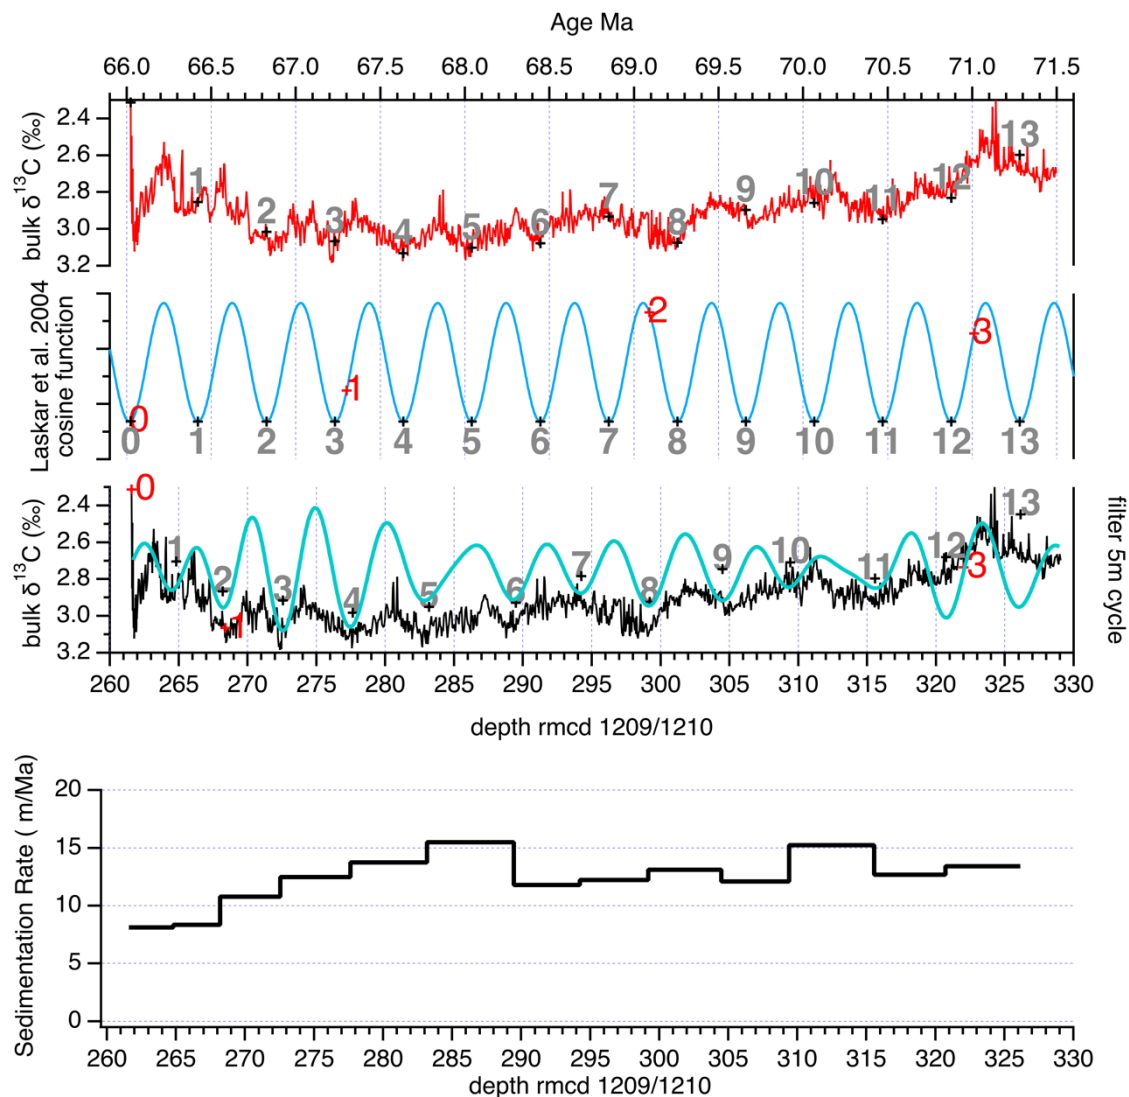 Age Ma
66.0 66.5 67.0 67.5 68.0 68.5 69.0 69.5 70.0 70.5 71.0 71.5
bulk δ¹³C (‰)
2.4
2.6
2.8
3.0
3.2
1 2 3 4 5 6 7 8 9 10 11 12 13
Laskar et al. 2004
cosine function
0 1 2 3
0 1 2 3 4 5 6 7 8 9 10 11 12 13
bulk δ¹³C (‰)
2.4
2.6
2.8
3.0
3.2
0 1 3
1 2 3 4 5 6 7 8 9 10 11 12 13
filter 5m cycle
260 265 270 275 280 285 290 295 300 305 310 315 320 325 330
depth rmcd 1209/1210
Sedimentation Rate ( m/Ma)
20
15
10
5
0
260 265 270 275 280 285 290 295 300 305 310 315 320 325 330
depth rmcd 1209/1210